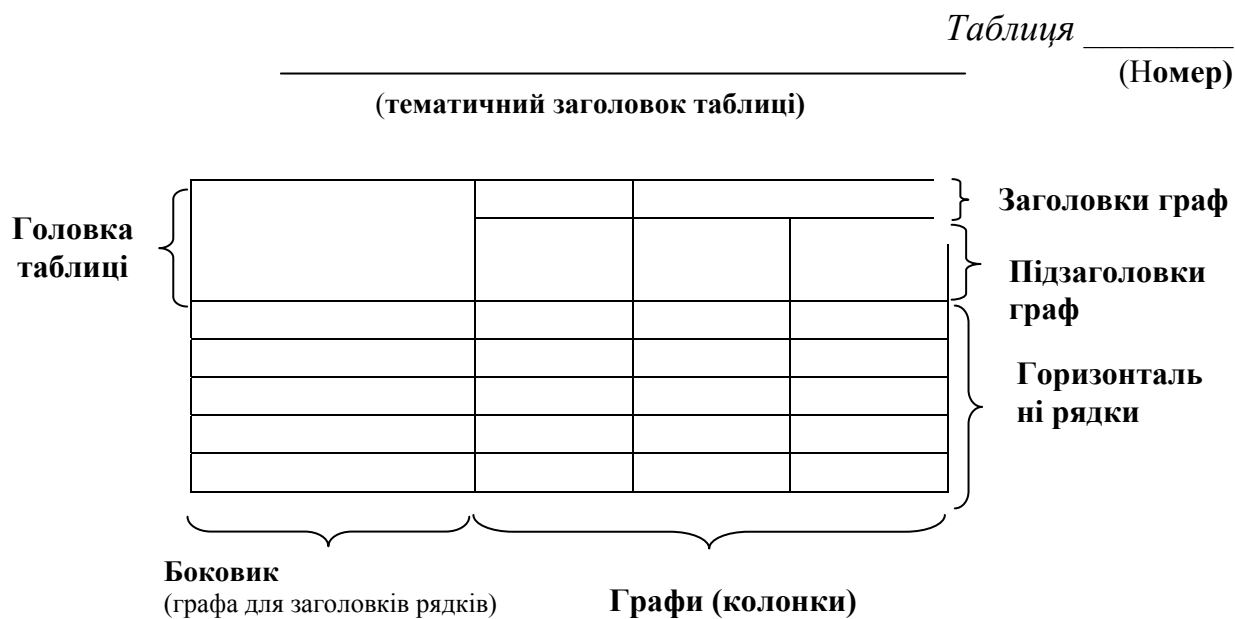 Таблиця ________
(Номер)
(тематичний заголовок таблиці)
Заголовки граф
Головка
таблиці
Підзаголовки
граф
Горизонталь
ні рядки
Боковик
(графа для заголовків рядків)
Графи (колонки)